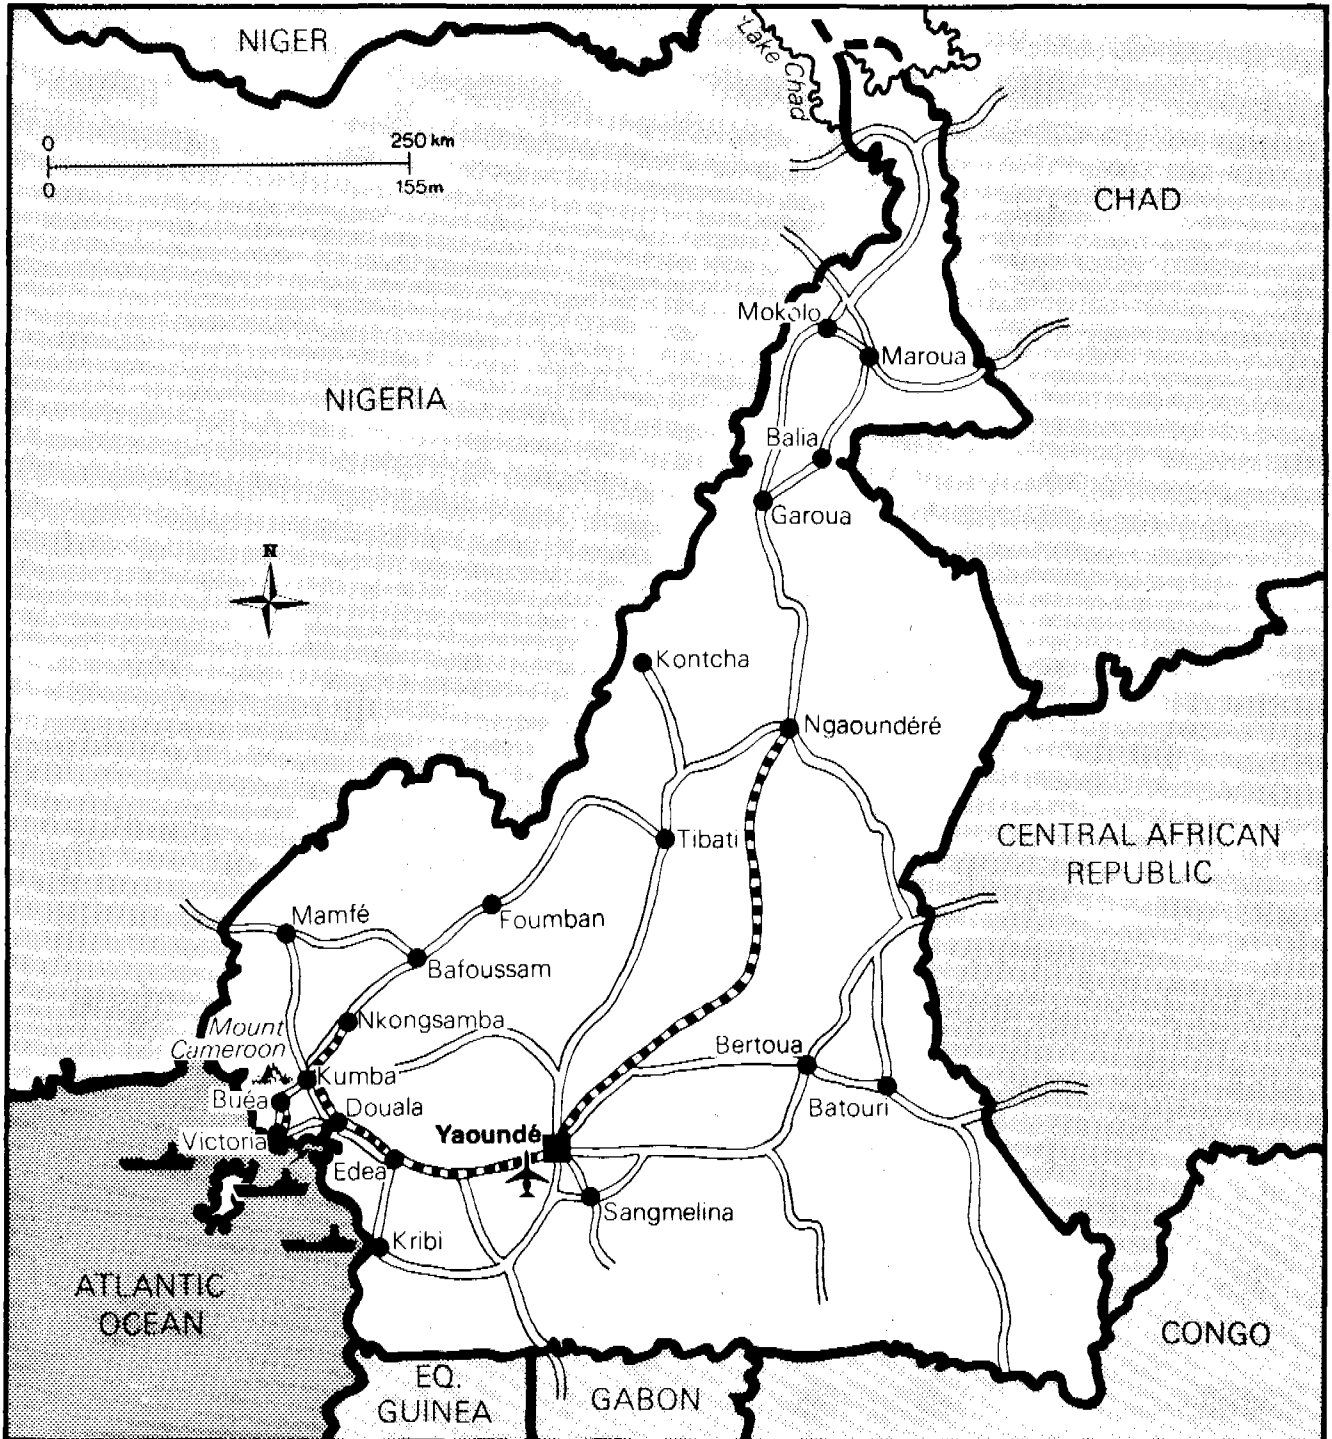 NIGER
Lake Chad
0 250 km
0 155m
CHAD
Mokolo
Maroua
NIGERIA
Balia
Garoua
N
Kontcha
Ngaoundéré
Tibati
CENTRAL AFRICAN
REPUBLIC
Mamfé
Foumban
Bafoussam
Nkongsamba
Mount
Cameroon
Bertoua
Kumba
Buéa
Douala
Batouri
Yaoundé
Victoria
Edea
Sangmelina
Kribi
ATLANTIC
OCEAN
CONGO
EQ.
GUINEA
GABON